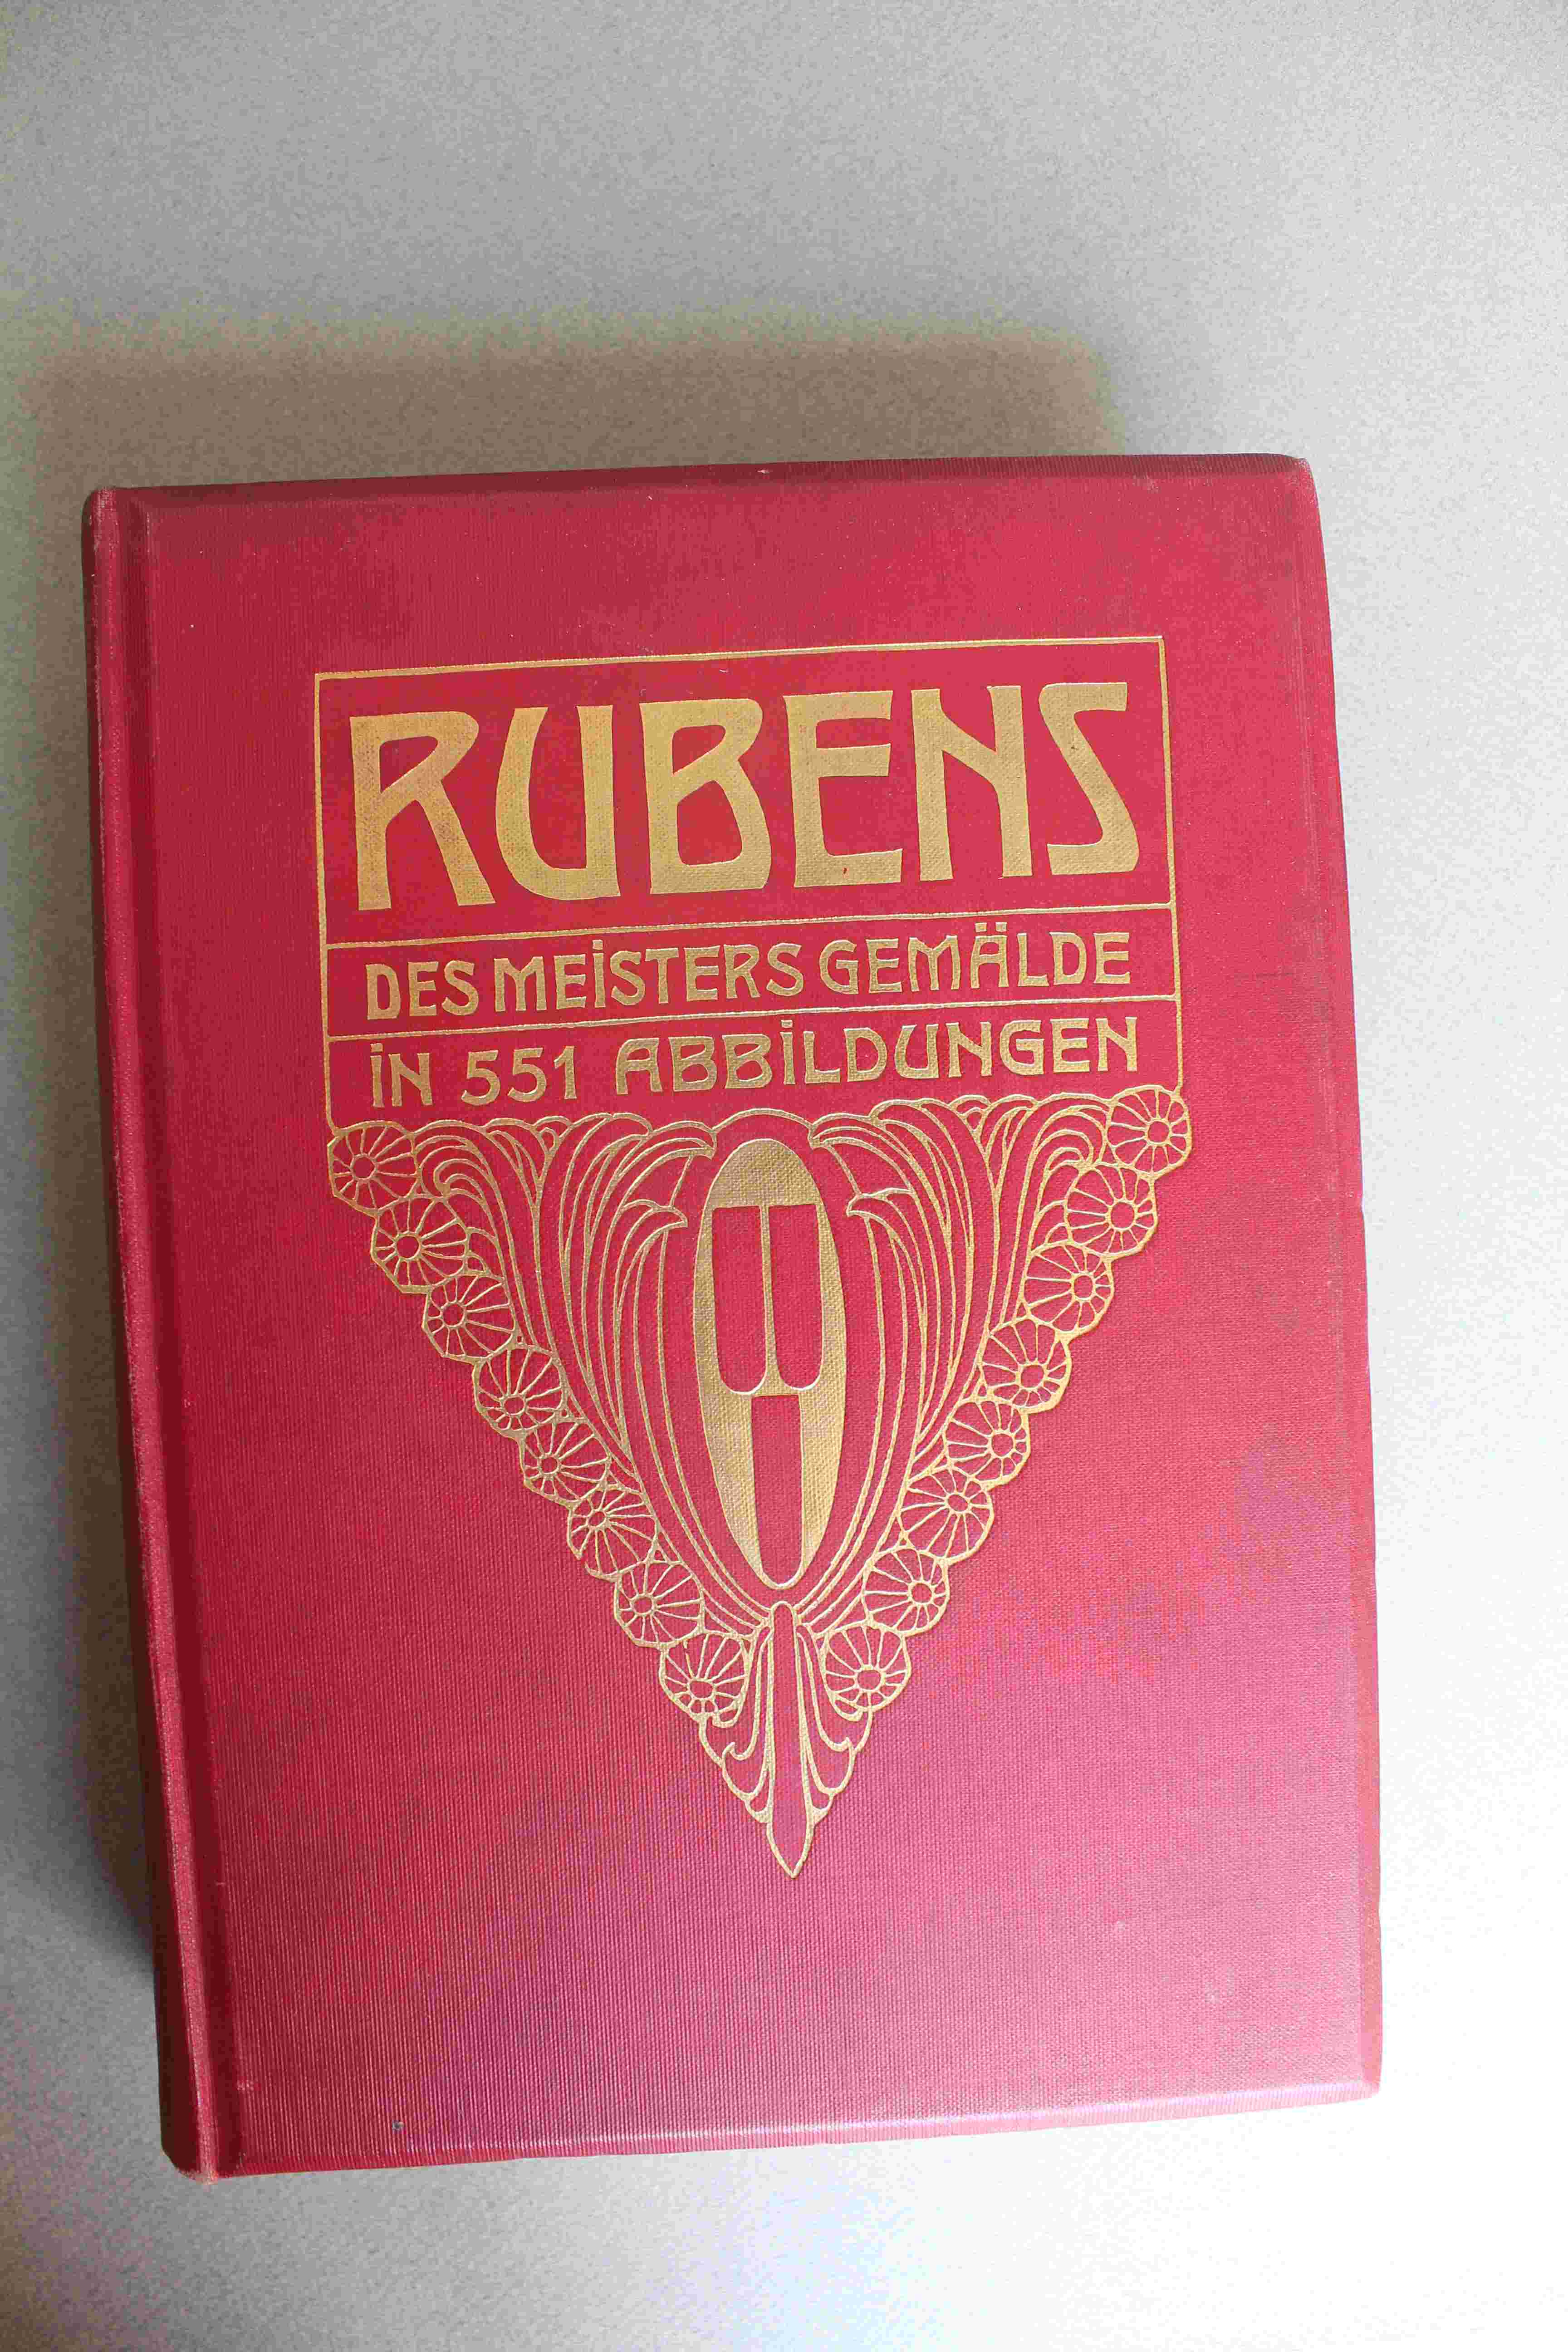 RUBENS
DES MEISTERS GEMÄLDE
IN 551 ABBILDUNGEN